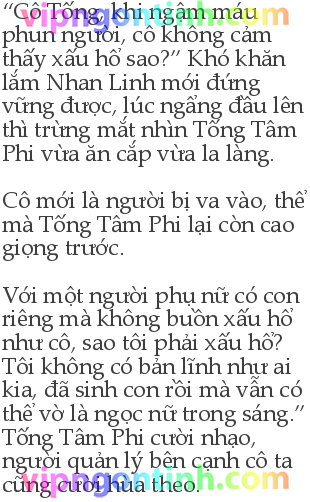 vipngontinh.com
“Cô Tống, khi ngậm máu
phun người, cô không cảm
thấy xấu hổ sao?” Khó khăn
lắm Nhan Linh mới đứng
vững được, lúc ngẩng đầu lên
thì trừng mắt nhìn Tống Tâm
Phi vừa ăn cắp vừa la làng.
Cô mới là người bị va vào, thế
mà Tống Tâm Phi lại còn cao
giọng trước.
Với một người phụ nữ có con
riêng mà không buồn xấu hổ
như cô, sao tôi phải xấu hổ?
Tôi không có bản lĩnh như ai
kia, đã sinh con rồi mà vẫn có
thể vờ là ngọc nữ trong sáng.”
Tống Tâm Phi cười nhạo,
người quản lý bên cạnh cô ta
cũng cười hùa theo.
vipngontinh.com